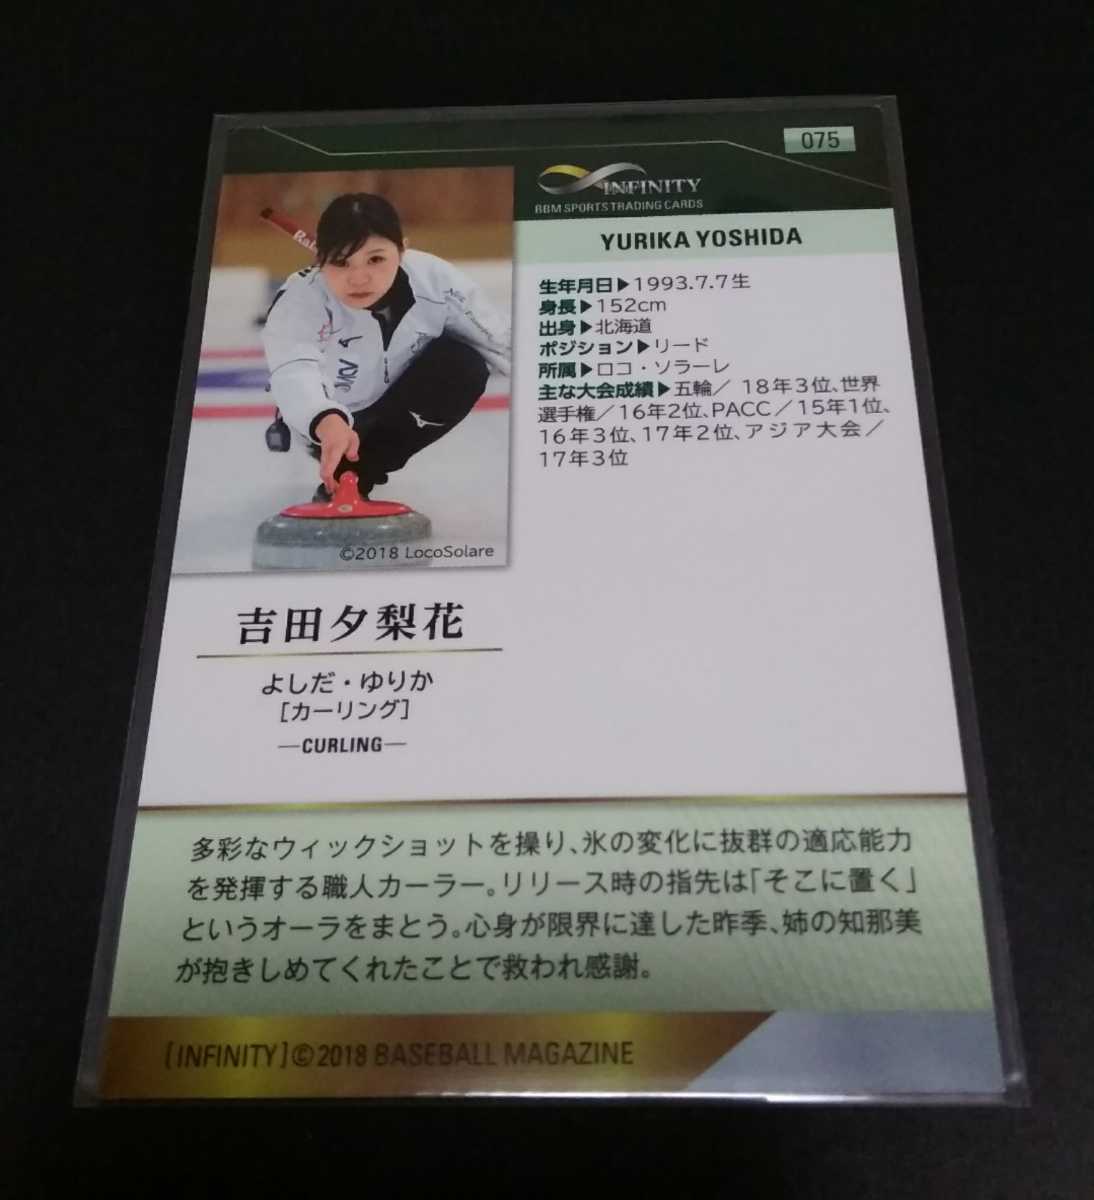 075
INFINITY
BBM SPORTS TRADING CARDS
YURIKA YOSHIDA
生年月日▶1993.7.7生
身長▶152cm
出身▶北海道
ポジション▶リード
所属▶ロコ・ソラーレ
主な大会成績▶五輪／18年3位、世界
選手権／16年2位、PACC／15年1位、
16年3位、17年2位、アジア大会／
17年3位
©2018 LocoSolare
吉田夕梨花
よしだ・ゆりか
[カーリング]
—CURLING—
多彩なウィックショットを操り、氷の変化に抜群の適応能力
を発揮する職人カーラー。リリース時の指先は「そこに置く」
というオーラをまとう。心身が限界に達した昨季、姉の知那美
が抱きしめてくれたことで救われ感謝。
[INFINITY]©2018 BASEBALL MAGAZINE